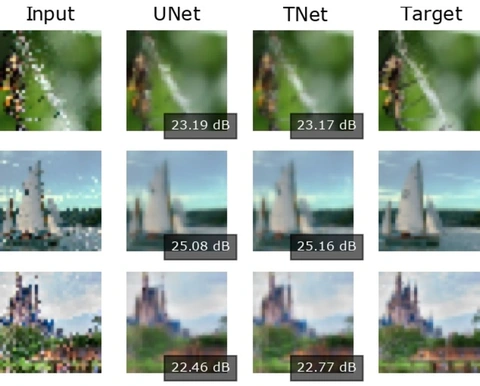 Input UNet TNet Target
23.19 dB 23.17 dB
25.08 dB 25.16 dB
22.46 dB 22.77 dB